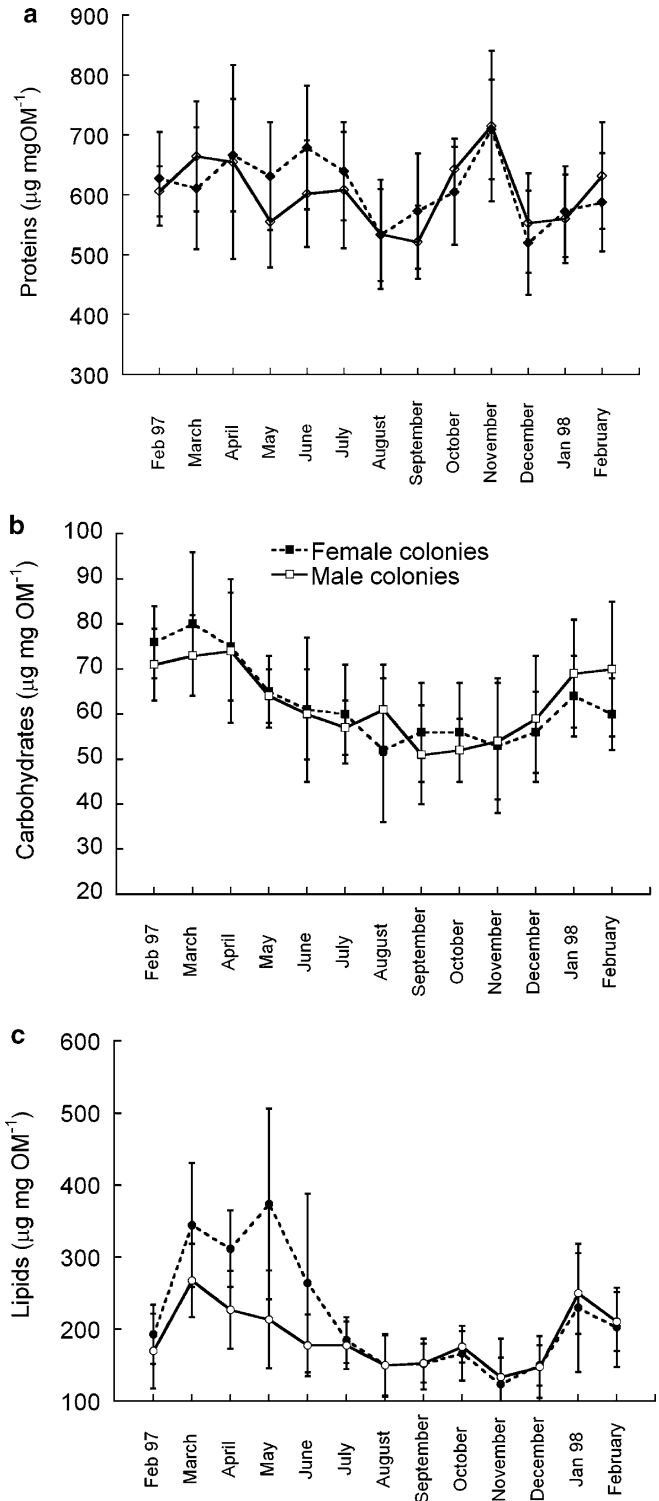 a
Proteins (µg mgOM⁻¹)
900
800
700
600
500
400
300
Feb 97
March
April
May
June
July
August
September
October
November
December
Jan 98
February
b
Carbohydrates (µg mg OM⁻¹)
100
90
80
70
60
50
40
30
20
Female colonies
Male colonies
Feb 97
March
April
May
June
July
August
September
October
November
December
Jan 98
February
c
Lipids (µg mg OM⁻¹)
600
500
400
300
200
100
Feb 97
March
April
May
June
July
August
September
October
November
December
Jan 98
February